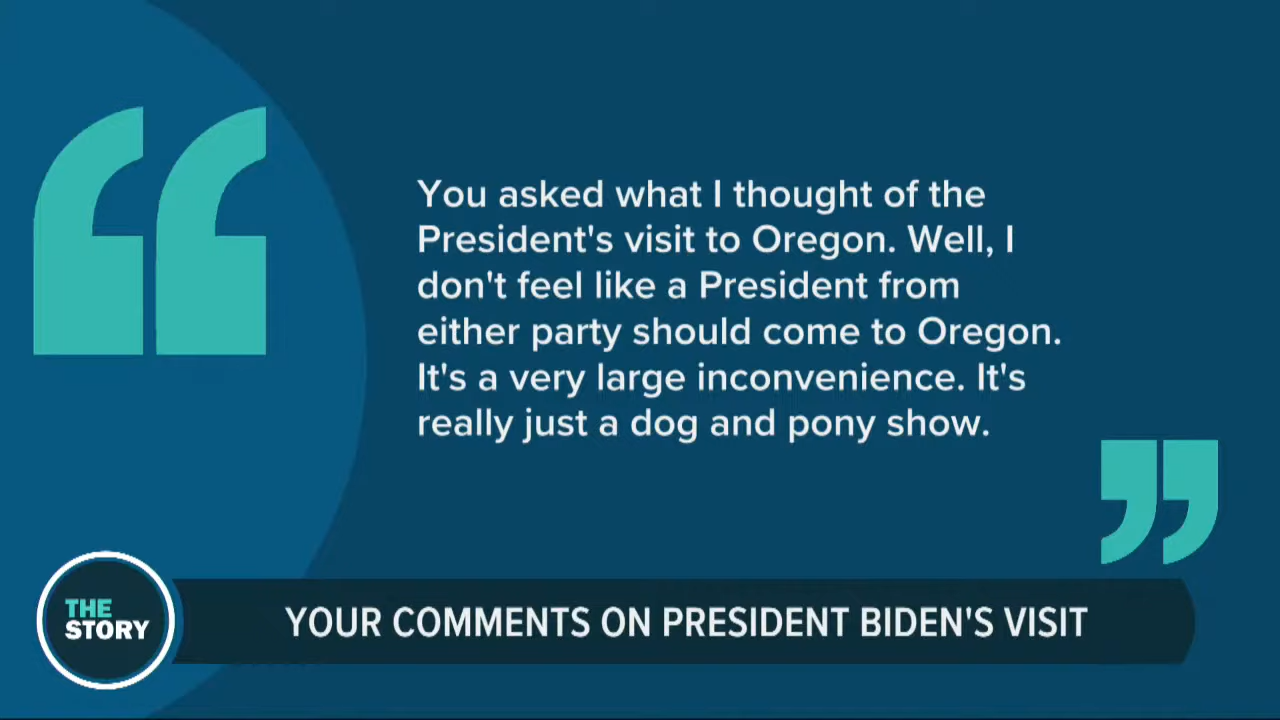 You asked what I thought of the
President's visit to Oregon. Well, I
don't feel like a President from
either party should come to Oregon.
It's a very large inconvenience. It's
really just a dog and pony show.
THE
STORY
YOUR COMMENTS ON PRESIDENT BIDEN'S VISIT